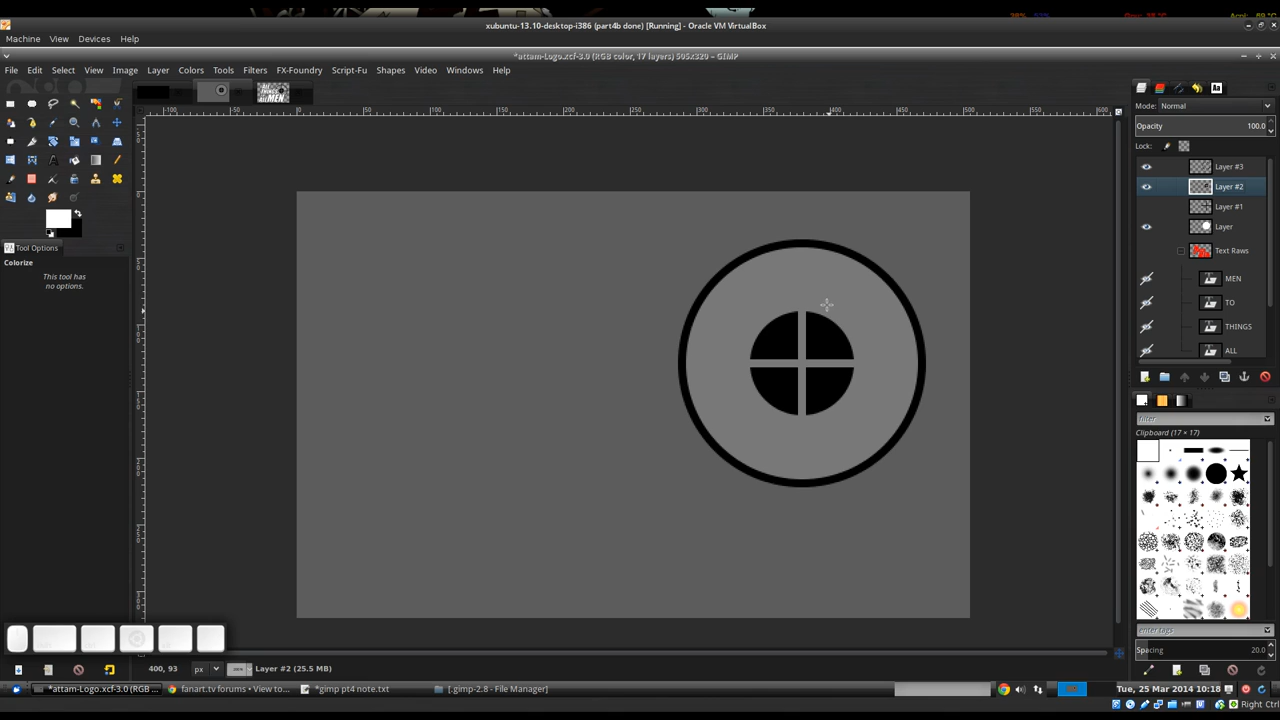 xubuntu-13.10-desktop-i386 (part4b done) [Running] - Oracle VM VirtualBox
Machine View Devices Help
*attam-Logo.xcf-3.0 (RGB color, 17 layers) 505x320 – GIMP
File Edit Select View Image Layer Colors Tools Filters FX-Foundry Script-Fu Shapes Video Windows Help
Mode: Normal
Opacity 100.0
Lock:
Layer #3
Layer #2
Layer #1
Layer
Text Raws
MEN
TO
THINGS
ALL
Tool Options
Colorize
This tool has
no options.
filter
Clipboard (17 × 17)
enter tags
Spacing 20.0
400, 93 px Layer #2 (25.5 MB)
*attam-Logo.xcf-3.0 (RGB ... fanart.tv forums • View to... *gimp pt4 note.txt [.gimp-2.8 - File Manager] Tue, 25 Mar 2014 10:18
Right Ctrl